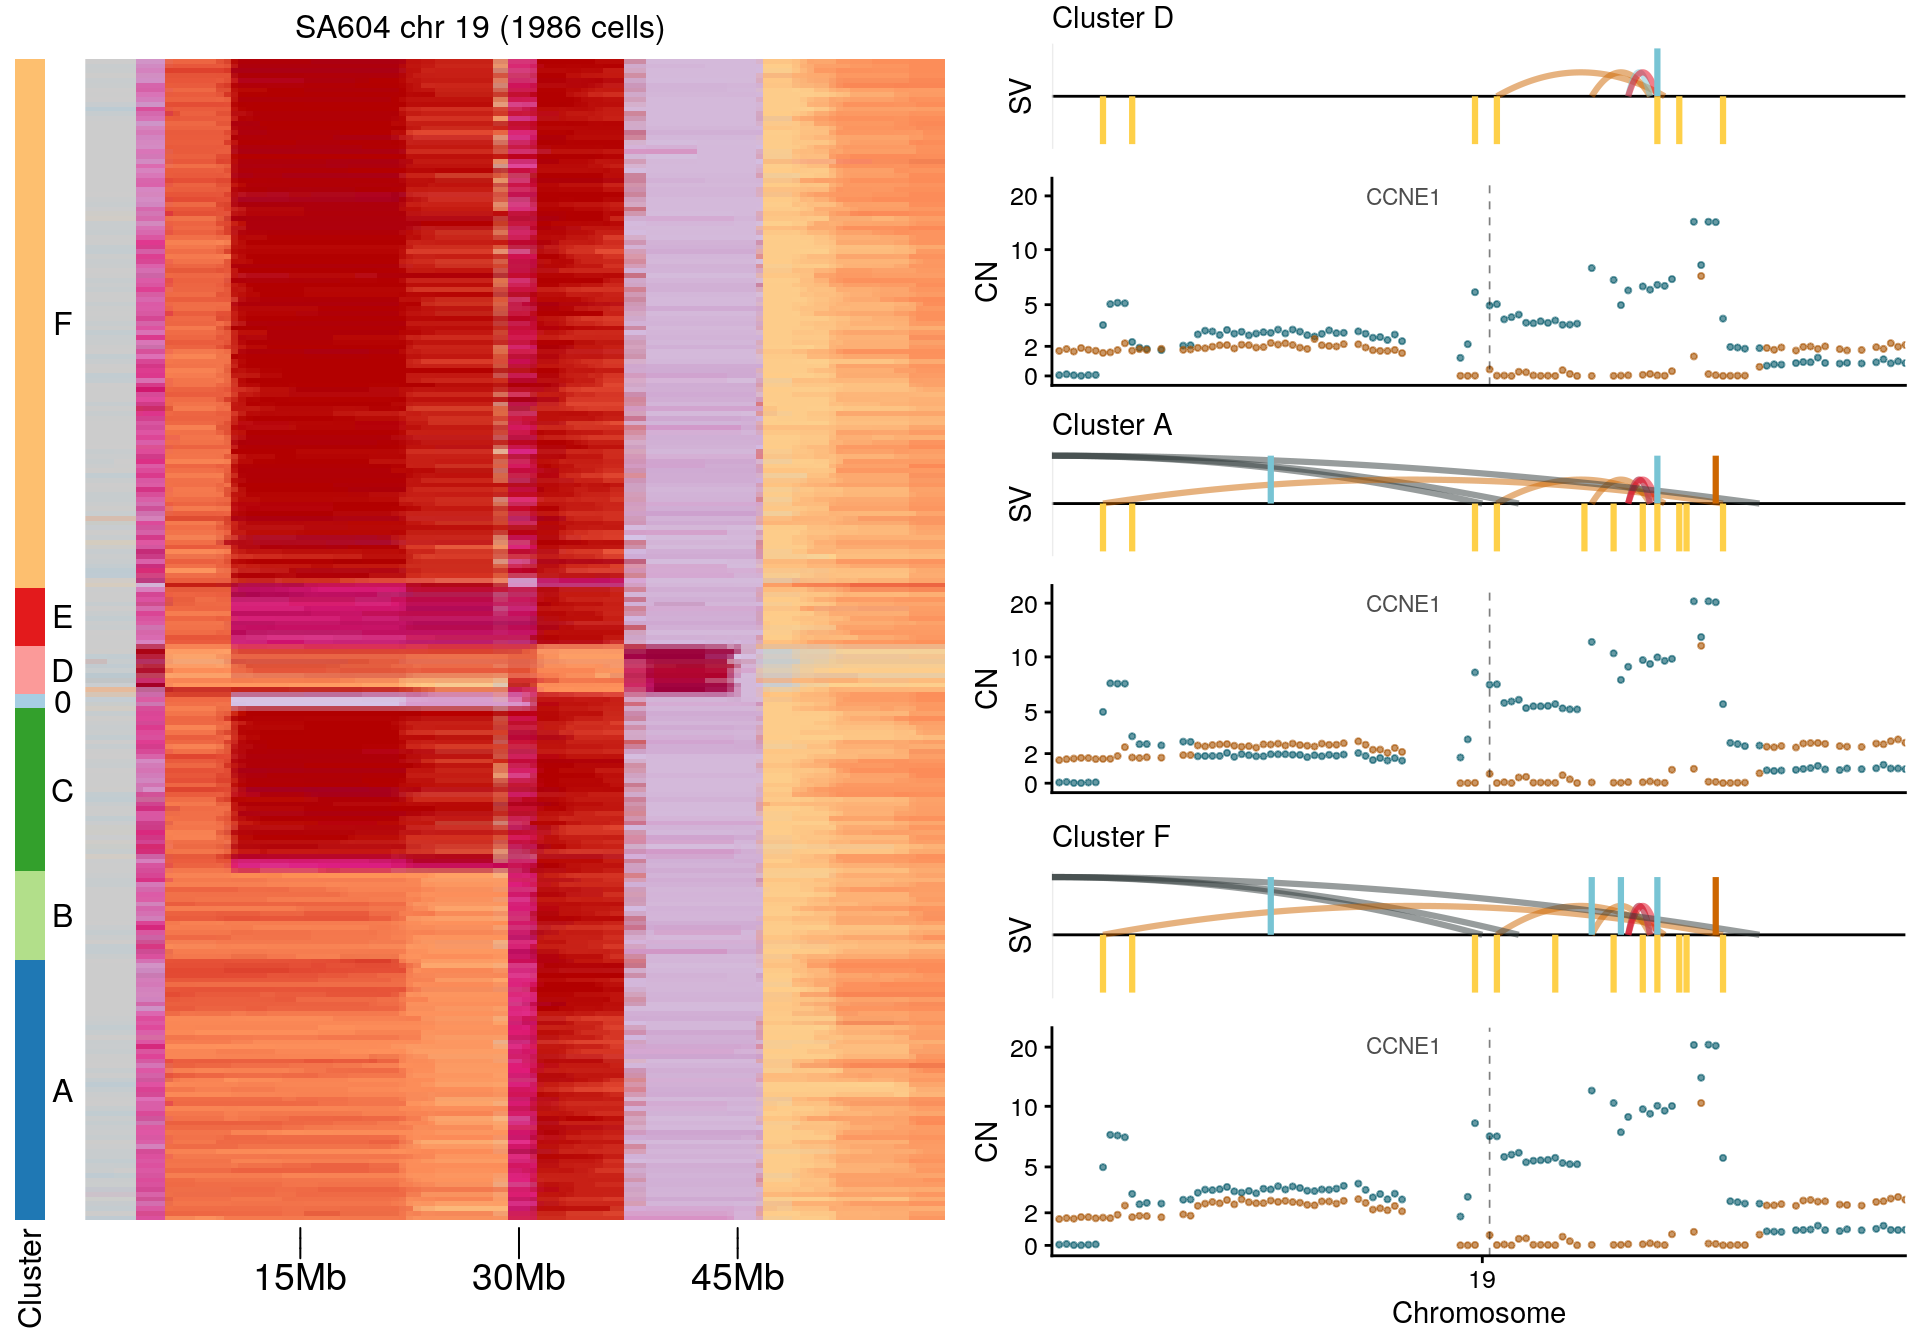 SA604 chr 19 (1986 cells)
F
E
D
0
C
B
A
Cluster
15Mb
30Mb
45Mb
Cluster D
SV
CCNE1
CN
20
10
5
2
0
Cluster A
SV
CCNE1
CN
20
10
5
2
0
Cluster F
SV
CCNE1
CN
20
10
5
2
0
19
Chromosome